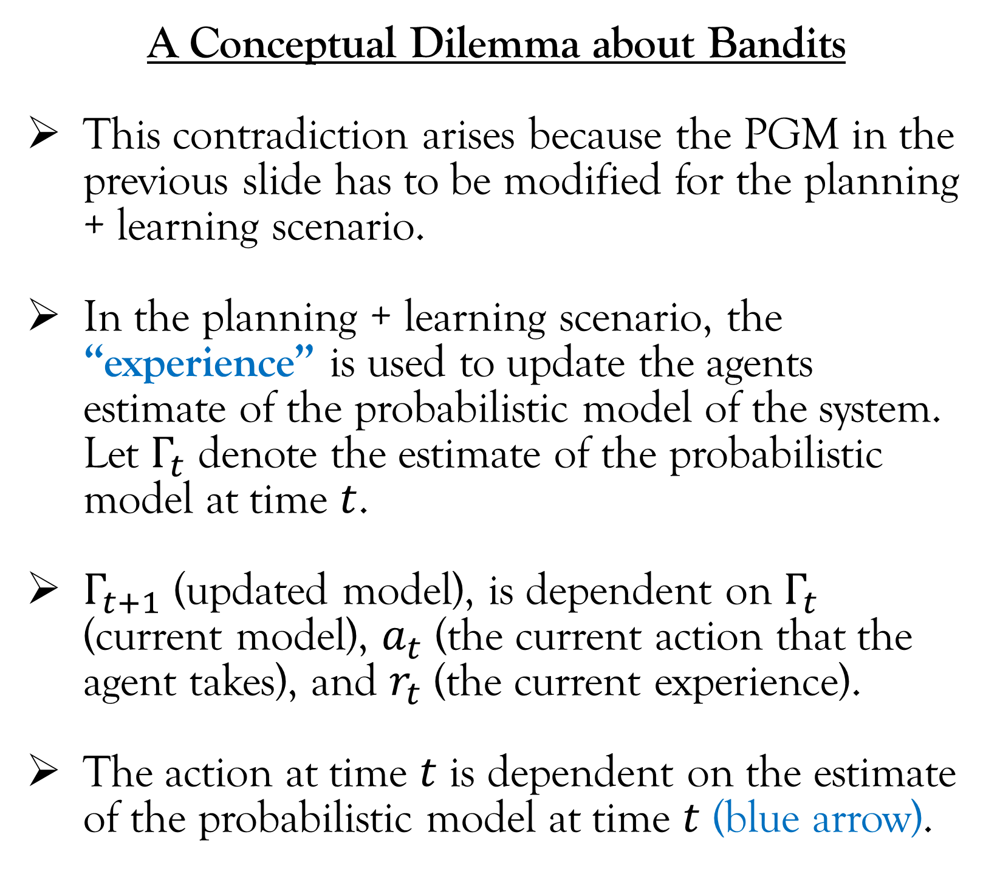 A Conceptual Dilemma about Bandits
➢ This contradiction arises because the PGM in the
previous slide has to be modified for the planning
+ learning scenario.
➢ In the planning + learning scenario, the
“experience” is used to update the agents
estimate of the probabilistic model of the system.
Let Γ_t denote the estimate of the probabilistic
model at time t.
➢ Γ_{t+1} (updated model), is dependent on Γ_t
(current model), a_t (the current action that the
agent takes), and r_t (the current experience).
➢ The action at time t is dependent on the estimate
of the probabilistic model at time t (blue arrow).